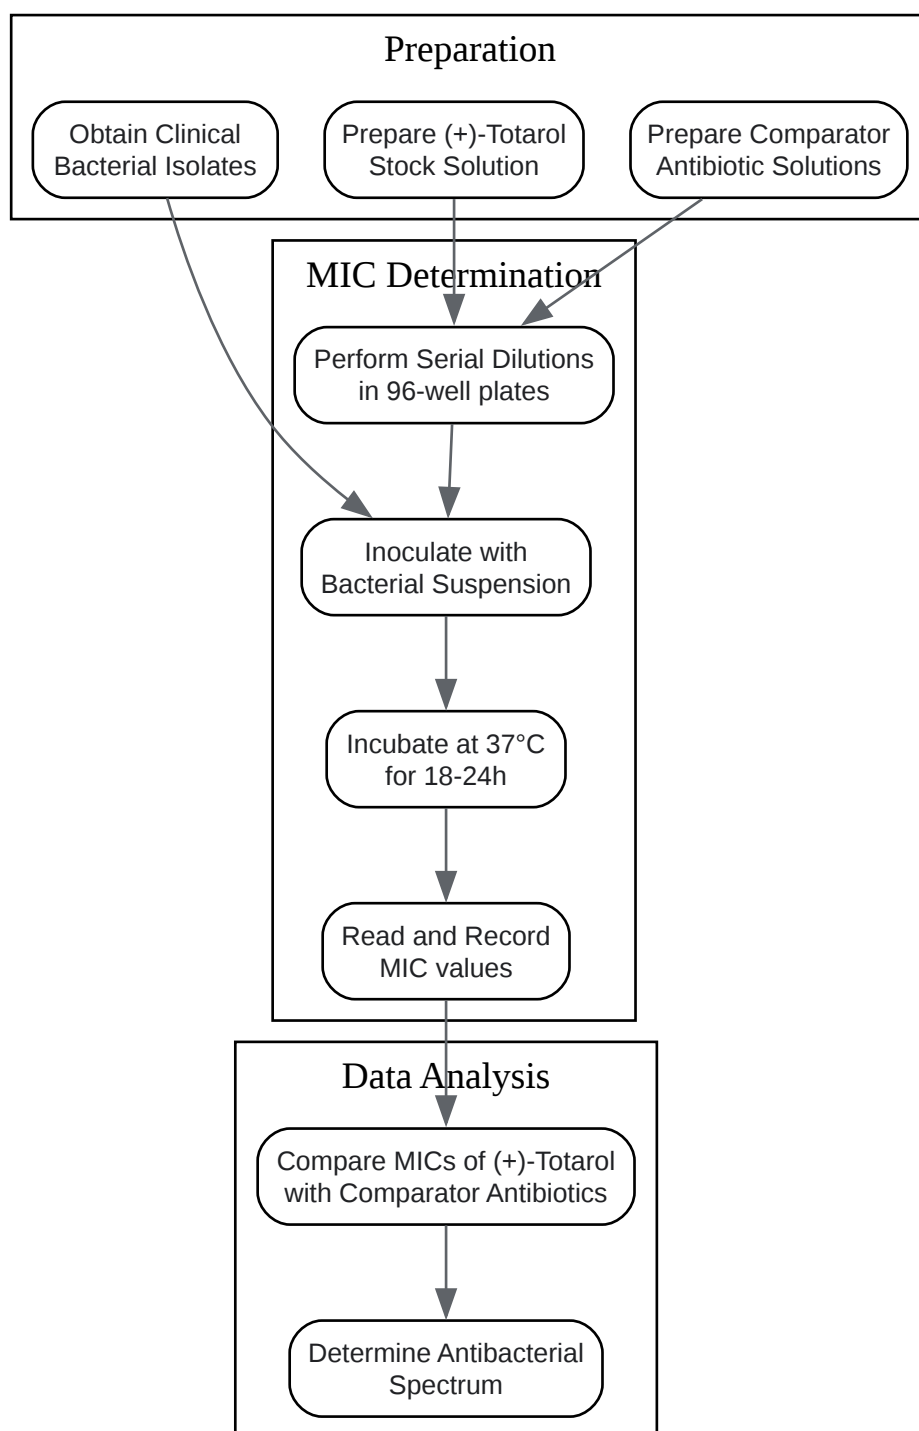 Preparation
Obtain Clinical
Bacterial Isolates
Prepare (+)-Totarol
Stock Solution
Prepare Comparator
Antibiotic Solutions
MIC Determination
Perform Serial Dilutions
in 96-well plates
Inoculate with
Bacterial Suspension
Incubate at 37°C
for 18-24h
Read and Record
MIC values
Data Analysis
Compare MICs of (+)-Totarol
with Comparator Antibiotics
Determine Antibacterial
Spectrum